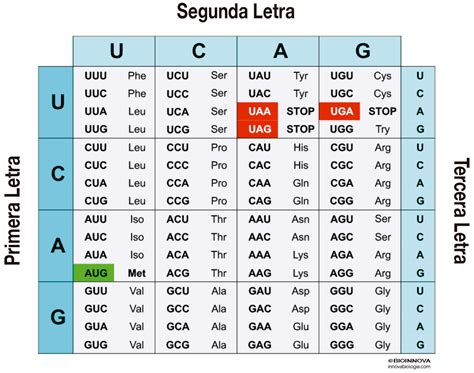 Segunda Letra
U C A G
Primera Letra
U
UUU Phe UCU Ser UAU Tyr UGU Cys U
UUC Phe UCC Ser UAC Tyr UGC Cys C
UUA Leu UCA Ser UAA STOP UGA STOP A
UUG Leu UCG Ser UAG STOP UGG Try G
C
CUU Leu CCU Pro CAU His CGU Arg U
CUC Leu CCC Pro CAC His CGC Arg C
CUA Leu CCA Pro CAA Gln CGA Arg A
CUG Leu CCG Pro CAG Gln CGG Arg G
A
AUU Iso ACU Thr AAU Asn AGU Ser U
AUC Iso ACC Thr AAC Asn AGC Ser C
AUA Iso ACA Thr AAA Lys AGA Arg A
AUG Met ACG Thr AAG Lys AGG Arg G
G
GUU Val GCU Ala GAU Asp GGU Gly U
GUC Val GCC Ala GAC Asp GGC Gly C
GUA Val GCA Ala GAA Glu GGA Gly A
GUG Val GCG Ala GAG Glu GGG Gly G
Tercera Letra
©BIOINNOVA
innovabiologia.com